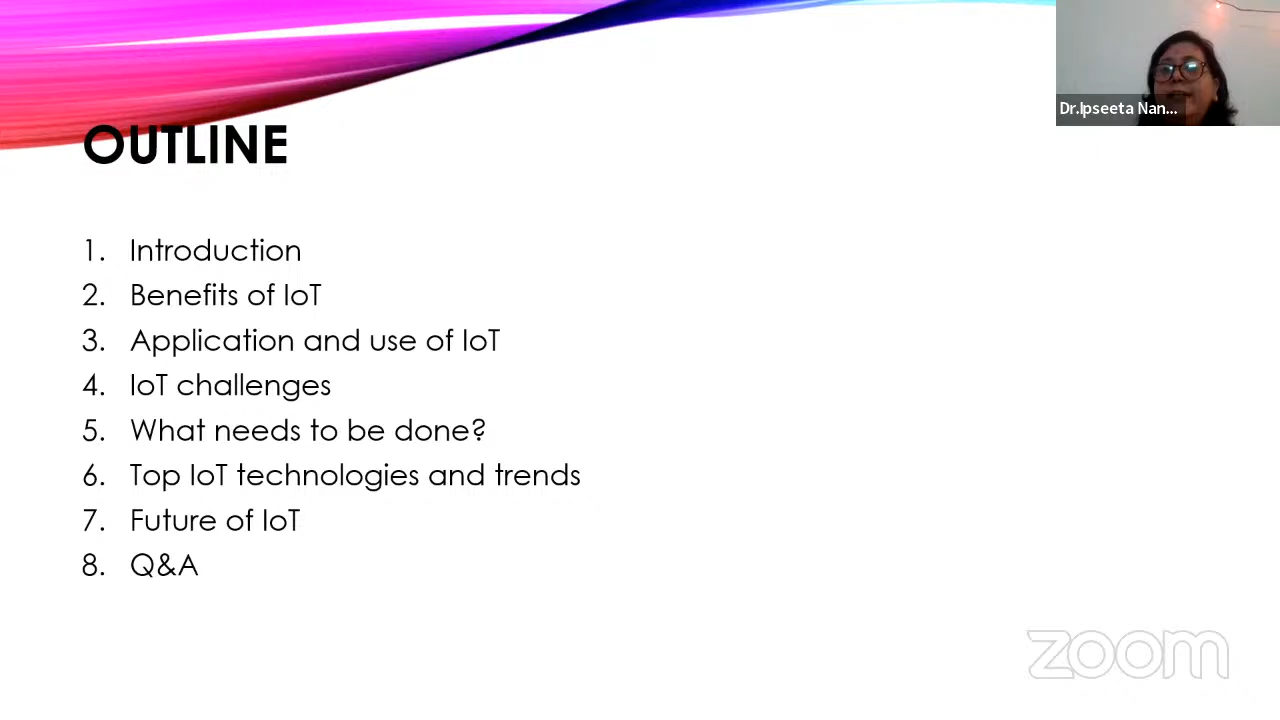 Dr.Ipseeta Nan...
OUTLINE
1. Introduction
2. Benefits of IoT
3. Application and use of IoT
4. IoT challenges
5. What needs to be done?
6. Top IoT technologies and trends
7. Future of IoT
8. Q&A
zoom